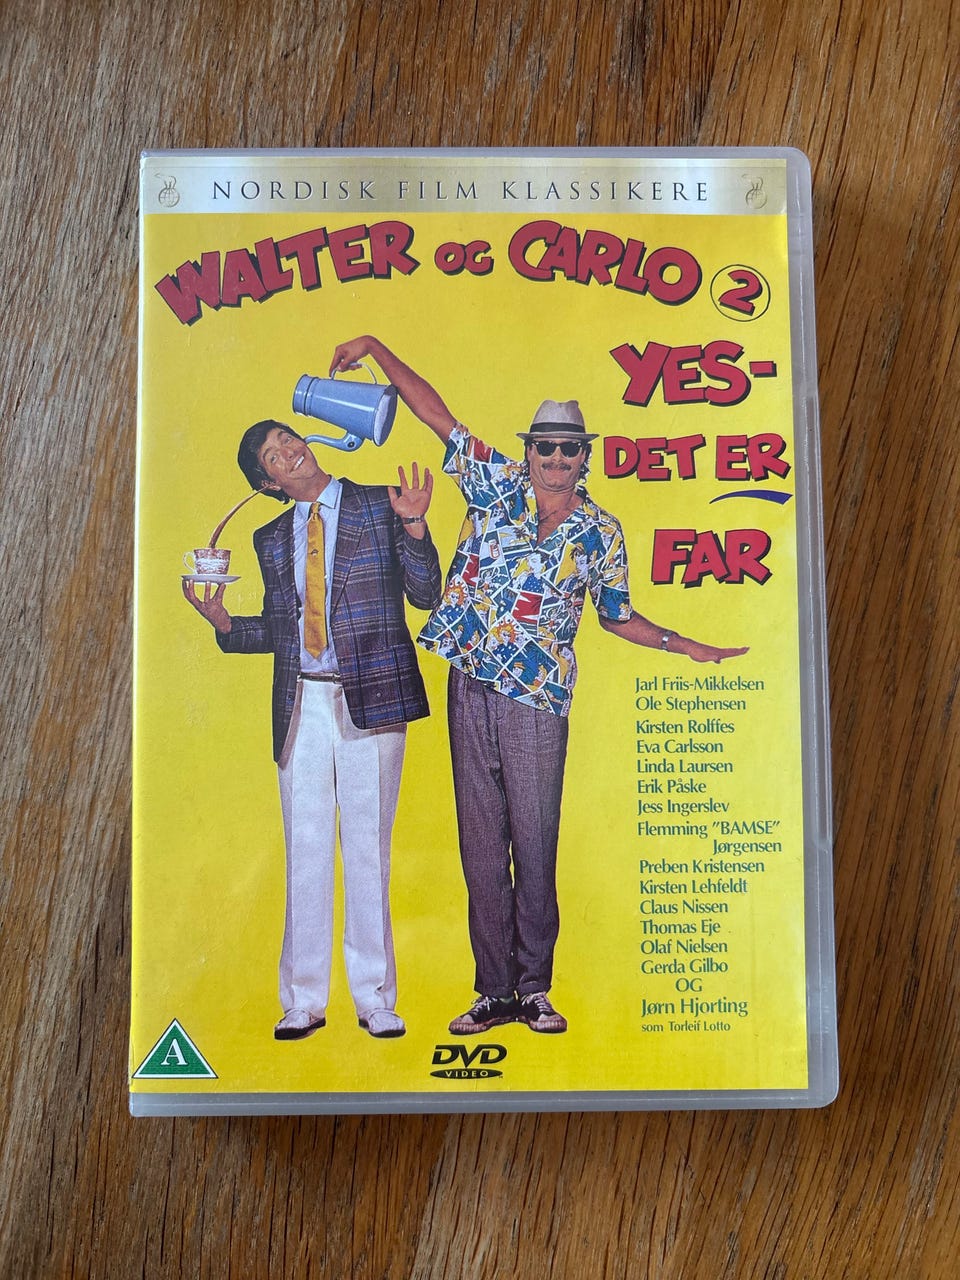 NORDISK FILM KLASSIKERE
WALTER OG CARLO 2
YES-
DET ER
FAR
Jarl Friis-Mikkelsen
Ole Stephensen
Kirsten Rolffes
Eva Carlsson
Linda Laursen
Erik Påske
Jess Ingerslev
Flemming "BAMSE"
Jørgensen
Preben Kristensen
Kirsten Lehfeldt
Claus Nissen
Thomas Eje
Olaf Nielsen
Gerda Gilbo
OG
Jørn Hjorting
som Torleif Lotto
A
DVD
VIDEO